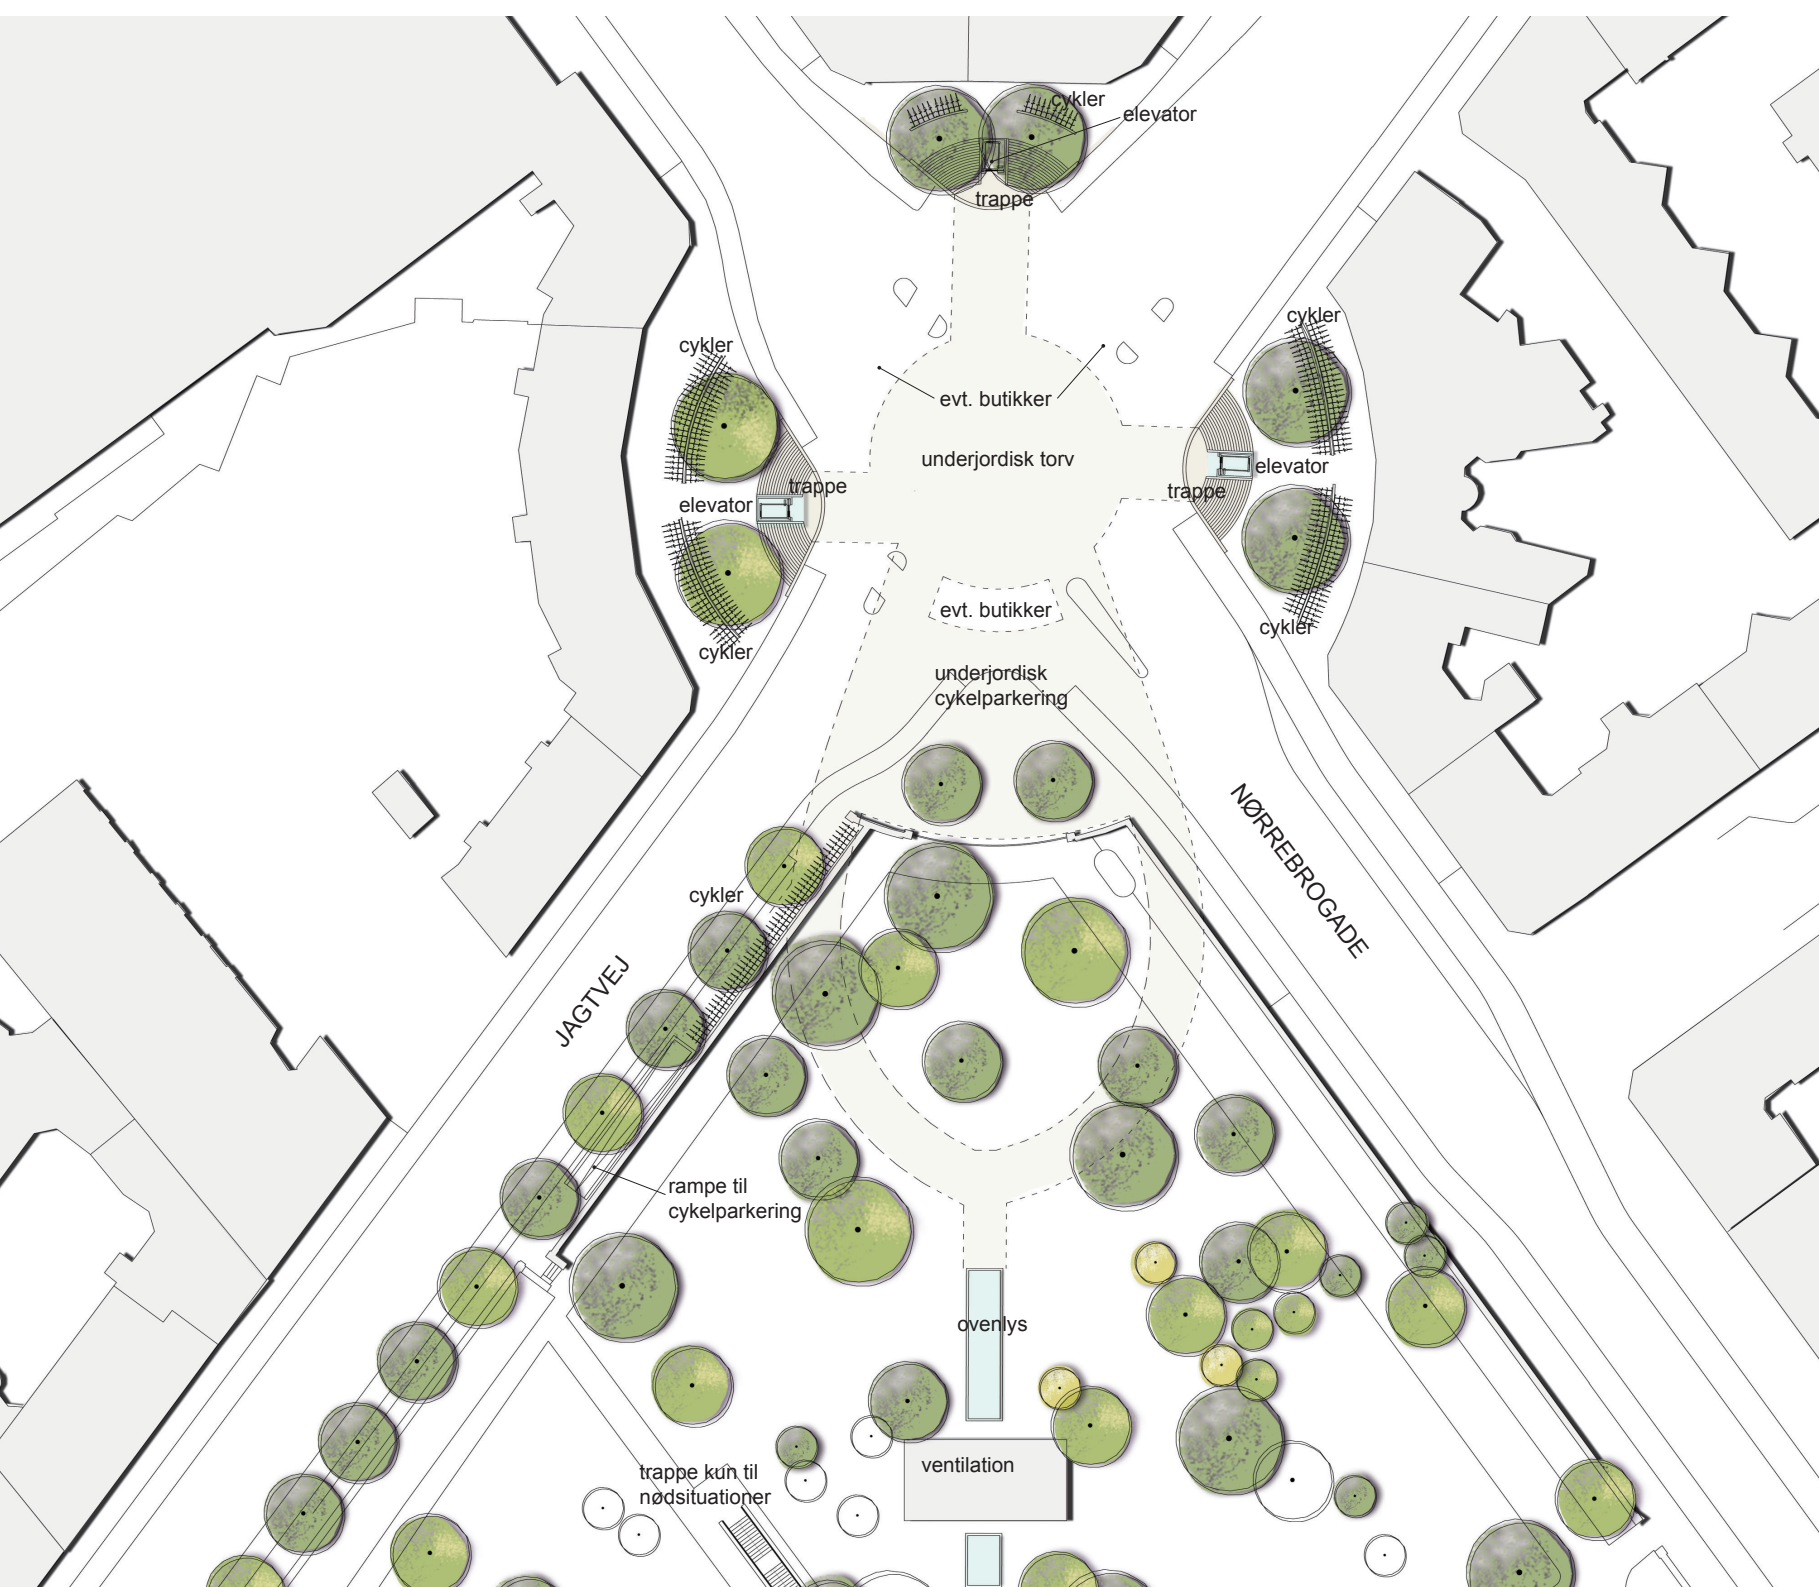 cykler
elevator
trappe
cykler
cykler
evt. butikker
underjordisk torv
elevator
trappe
trappe
elevator
evt. butikker
cykler
cykler
underjordisk
cykelparkering
NØRREBROGADE
cykler
JAGTVEJ
rampe til
cykelparkering
ovenlys
ventilation
trappe kun til
nødsituationer